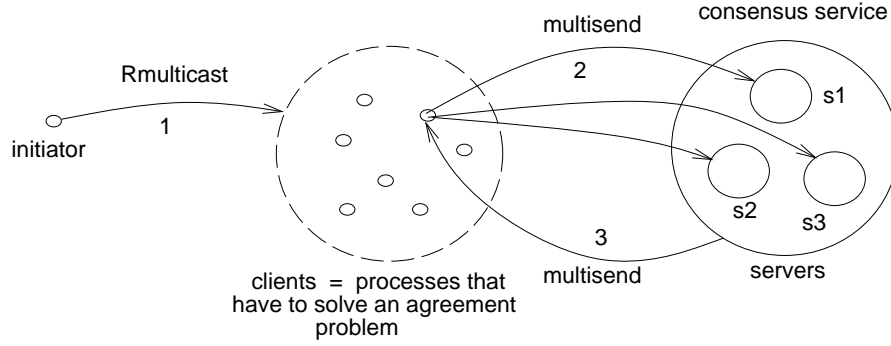 consensus service
multisend
Rmulticast
2
s1
1
initiator
s2
s3
3
multisend
servers
clients = processes that
have to solve an agreement
problem